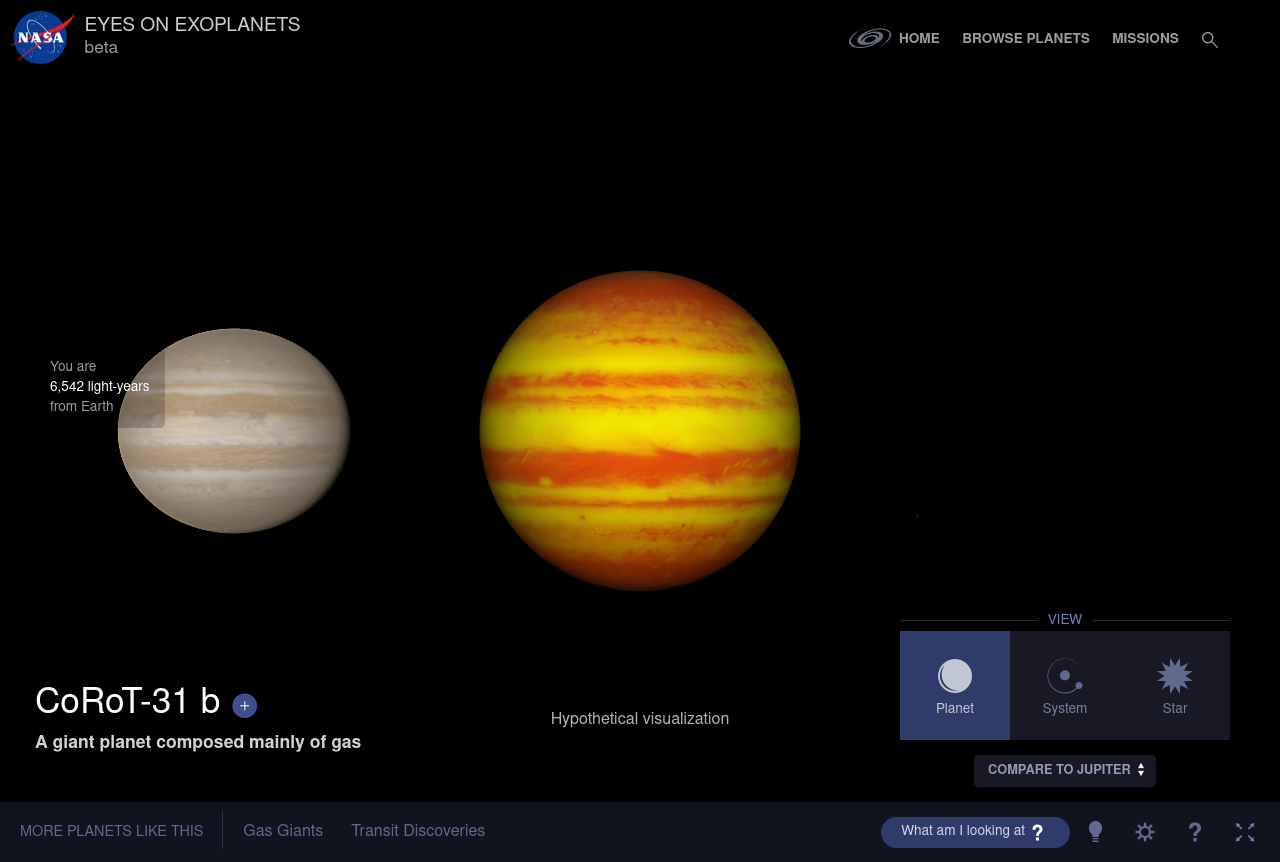 NASA
EYES ON EXOPLANETS
beta
HOME
BROWSE PLANETS
MISSIONS
You are
6,542 light-years
from Earth
VIEW
Planet
System
Star
CoRoT-31 b +
A giant planet composed mainly of gas
Hypothetical visualization
COMPARE TO JUPITER
MORE PLANETS LIKE THIS
Gas Giants
Transit Discoveries
What am I looking at ?
?